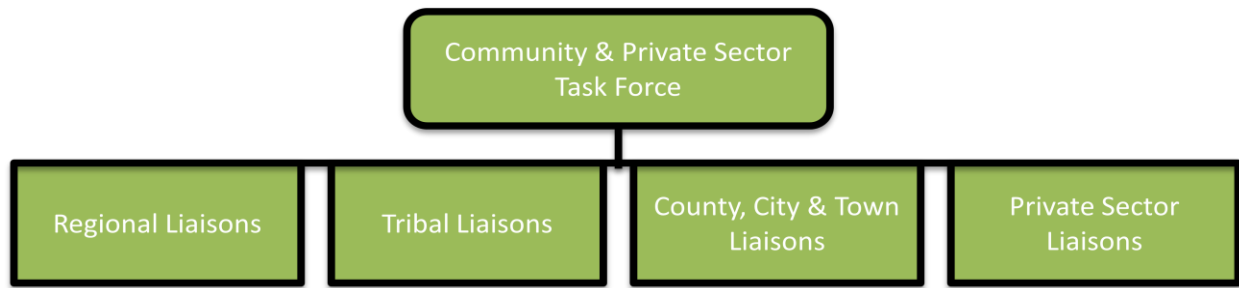 Community & Private Sector
Task Force
Regional Liaisons
Tribal Liaisons
County, City & Town
Liaisons
Private Sector
Liaisons